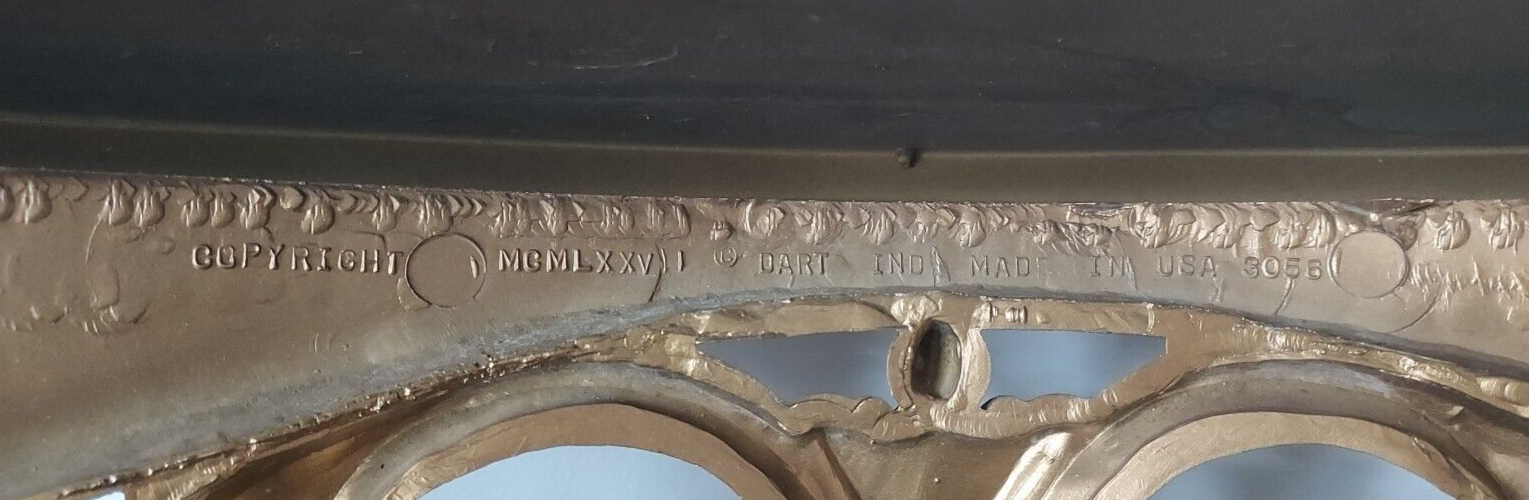 COPYRIGHT MCMLXXVII © DART IND MADE IN USA 3056